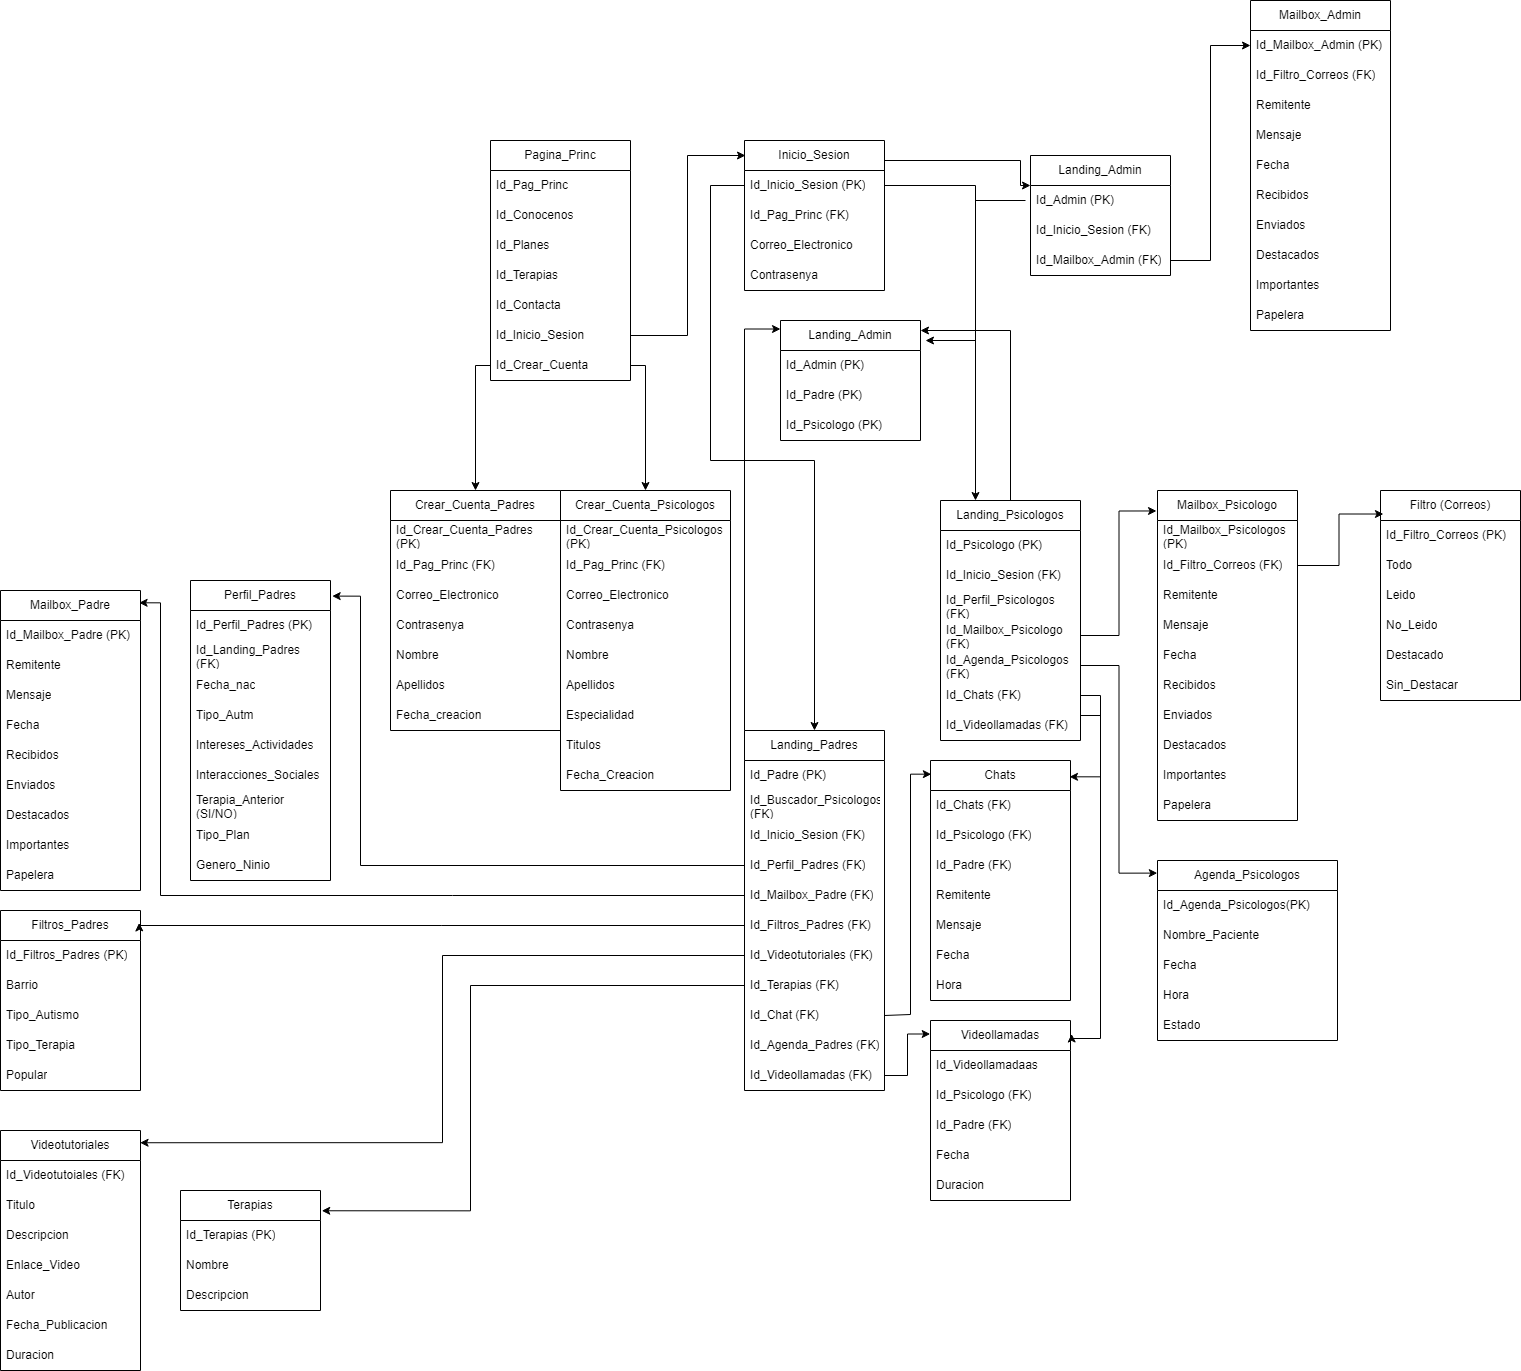 Mailbox_Admin
Id_Mailbox_Admin (PK)
Id_Filtro_Correos (FK)
Remitente
Mensaje
Fecha
Recibidos
Enviados
Destacados
Importantes
Papelera
Pagina_Princ
Id_Pag_Princ
Id_Conocenos
Id_Planes
Id_Terapias
Id_Contacta
Id_Inicio_Sesion
Id_Crear_Cuenta
Inicio_Sesion
Id_Inicio_Sesion (PK)
Id_Pag_Princ (FK)
Correo_Electronico
Contrasenya
Landing_Admin
Id_Admin (PK)
Id_Inicio_Sesion (FK)
Id_Mailbox_Admin (FK)
Landing_Admin
Id_Admin (PK)
Id_Padre (PK)
Id_Psicologo (PK)
Crear_Cuenta_Padres
Id_Crear_Cuenta_Padres
(PK)
Id_Pag_Princ (FK)
Correo_Electronico
Contrasenya
Nombre
Apellidos
Fecha_creacion
Crear_Cuenta_Psicologos
Id_Crear_Cuenta_Psicologos
(PK)
Id_Pag_Princ (FK)
Correo_Electronico
Contrasenya
Nombre
Apellidos
Especialidad
Titulos
Fecha_Creacion
Landing_Psicologos
Id_Psicologo (PK)
Id_Inicio_Sesion (FK)
Id_Perfil_Psicologos
(FK)
Id_Mailbox_Psicologo
(FK)
Id_Agenda_Psicologos
(FK)
Id_Chats (FK)
Id_Videollamadas (FK)
Mailbox_Psicologo
Id_Mailbox_Psicologos
(PK)
Id_Filtro_Correos (FK)
Remitente
Mensaje
Fecha
Recibidos
Enviados
Destacados
Importantes
Papelera
Filtro (Correos)
Id_Filtro_Correos (PK)
Todo
Leido
No_Leido
Destacado
Sin_Destacar
Mailbox_Padre
Id_Mailbox_Padre (PK)
Remitente
Mensaje
Fecha
Recibidos
Enviados
Destacados
Importantes
Papelera
Perfil_Padres
Id_Perfil_Padres (PK)
Id_Landing_Padres
(FK)
Fecha_nac
Tipo_Autm
Intereses_Actividades
Interacciones_Sociales
Terapia_Anterior
(SI/NO)
Tipo_Plan
Genero_Ninio
Landing_Padres
Id_Padre (PK)
Id_Buscador_Psicologos
(FK)
Id_Inicio_Sesion (FK)
Id_Perfil_Padres (FK)
Id_Mailbox_Padre (FK)
Id_Filtros_Padres (FK)
Id_Videotutoriales (FK)
Id_Terapias (FK)
Id_Chat (FK)
Id_Agenda_Padres (FK)
Id_Videollamadas (FK)
Chats
Id_Chats (FK)
Id_Psicologo (FK)
Id_Padre (FK)
Remitente
Mensaje
Fecha
Hora
Agenda_Psicologos
Id_Agenda_Psicologos(PK)
Nombre_Paciente
Fecha
Hora
Estado
Filtros_Padres
Id_Filtros_Padres (PK)
Barrio
Tipo_Autismo
Tipo_Terapia
Popular
Videollamadas
Id_Videollamadaas
Id_Psicologo (FK)
Id_Padre (FK)
Fecha
Duracion
Videotutoriales
Id_Videotutoiales (FK)
Titulo
Descripcion
Enlace_Video
Autor
Fecha_Publicacion
Duracion
Terapias
Id_Terapias (PK)
Nombre
Descripcion